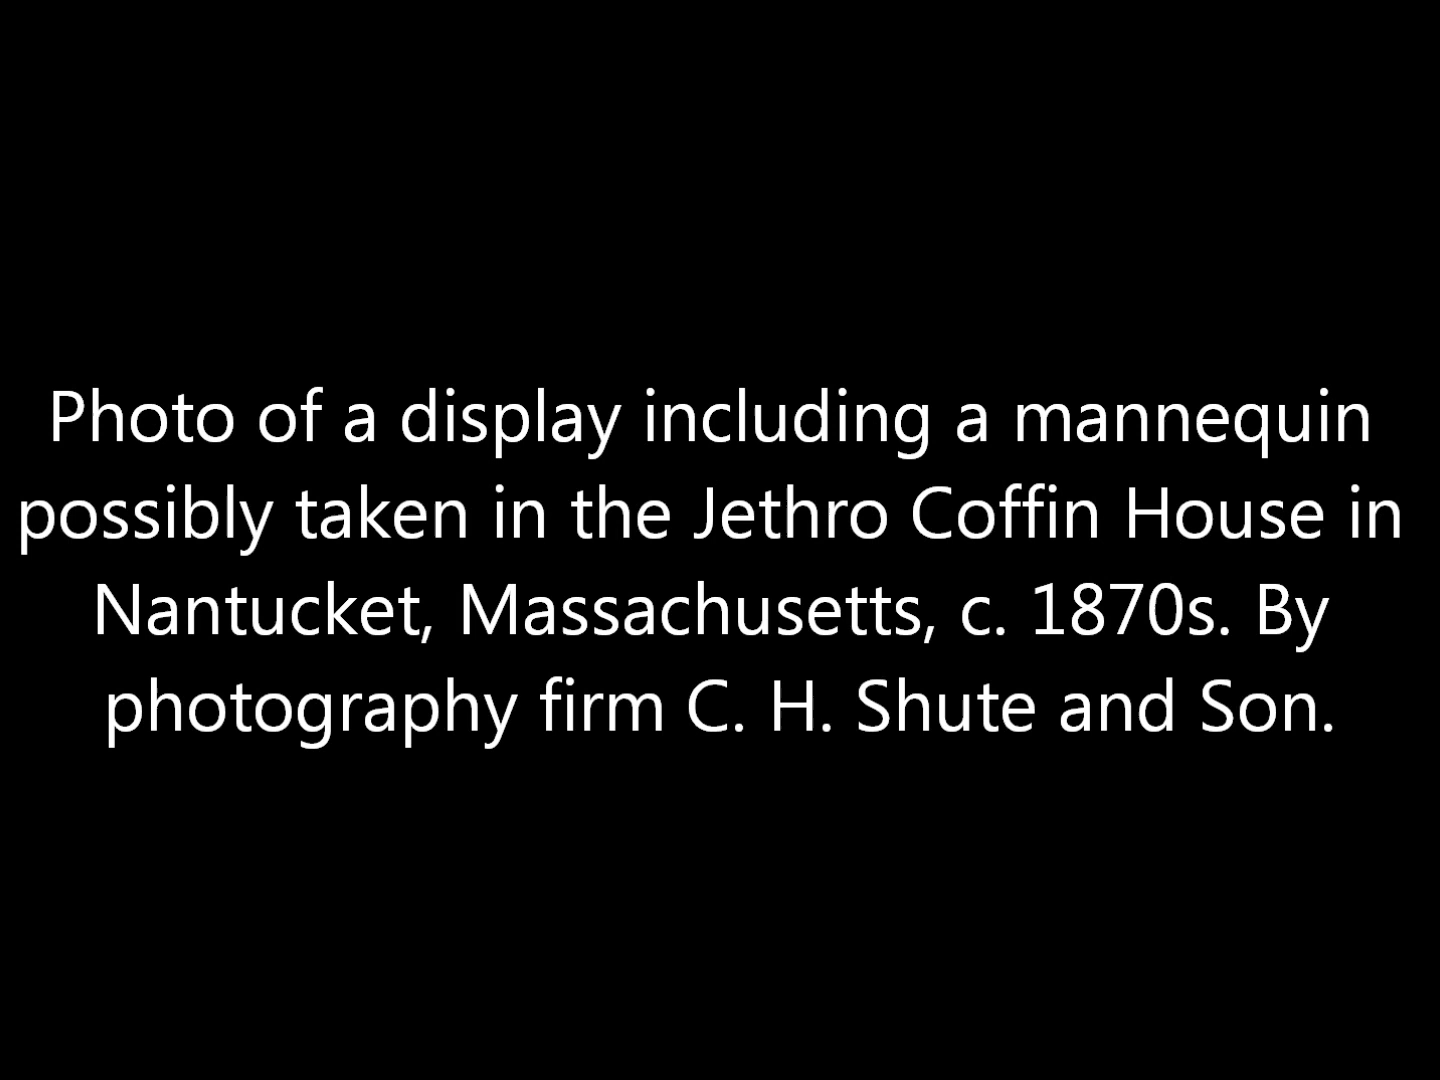 Photo of a display including a mannequin
possibly taken in the Jethro Coffin House in
Nantucket, Massachusetts, c. 1870s. By
photography firm C. H. Shute and Son.